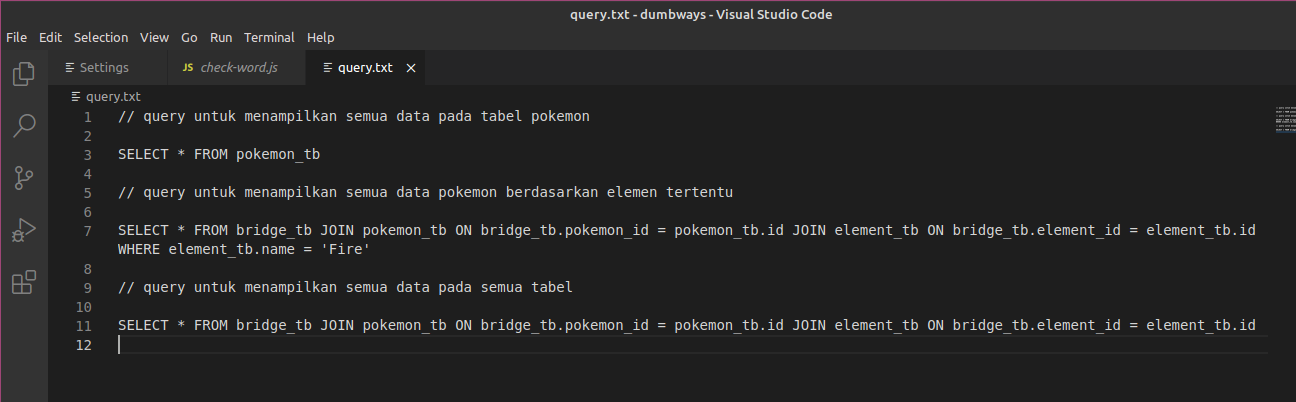 query.txt - dumbways - Visual Studio Code
File Edit Selection View Go Run Terminal Help
Settings JS check-word.js query.txt ×
query.txt
1 // query untuk menampilkan semua data pada tabel pokemon
2
3 SELECT * FROM pokemon_tb
4
5 // query untuk menampilkan semua data pokemon berdasarkan elemen tertentu
6
7 SELECT * FROM bridge_tb JOIN pokemon_tb ON bridge_tb.pokemon_id = pokemon_tb.id JOIN element_tb ON bridge_tb.element_id = element_tb.id
WHERE element_tb.name = 'Fire'
8
9 // query untuk menampilkan semua data pada semua tabel
10
11 SELECT * FROM bridge_tb JOIN pokemon_tb ON bridge_tb.pokemon_id = pokemon_tb.id JOIN element_tb ON bridge_tb.element_id = element_tb.id
12